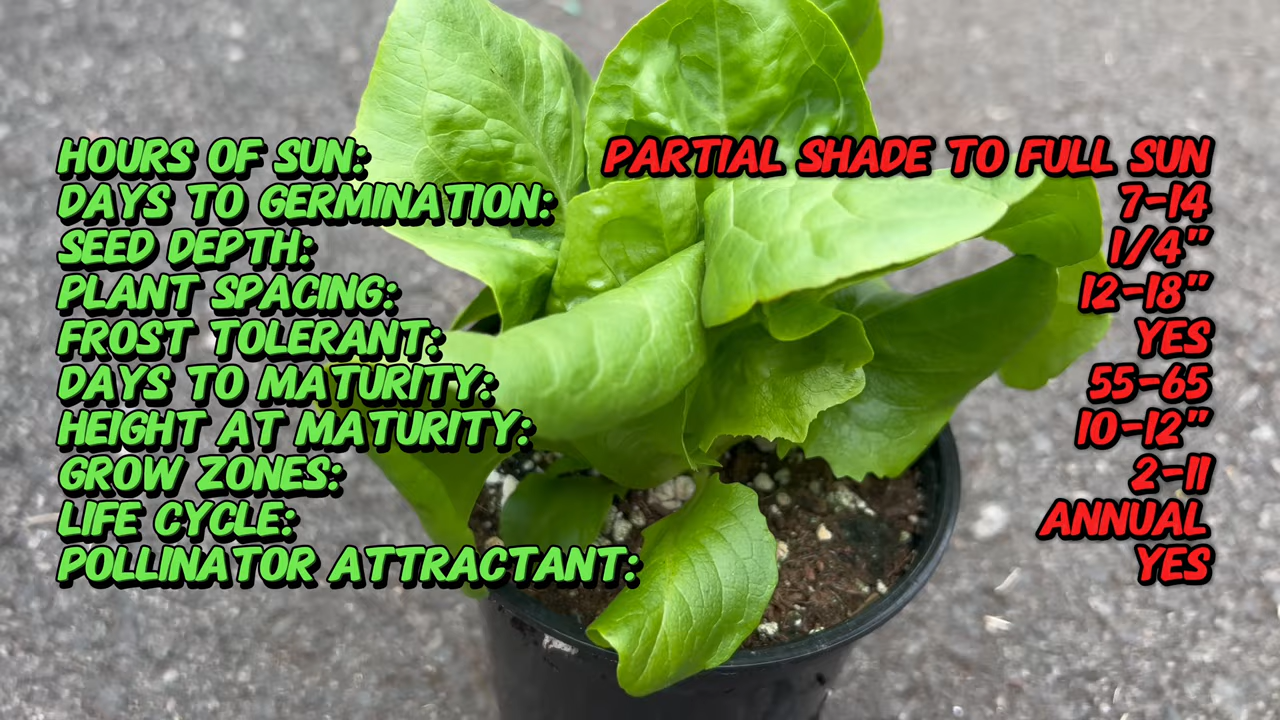 HOURS OF SUN: PARTIAL SHADE TO FULL SUN
DAYS TO GERMINATION: 7-14
SEED DEPTH: 1/4"
PLANT SPACING: 12-18"
FROST TOLERANT: YES
DAYS TO MATURITY: 55-65
HEIGHT AT MATURITY: 10-12"
GROW ZONES: 2-11
LIFE CYCLE: ANNUAL
POLLINATOR ATTRACTANT: YES